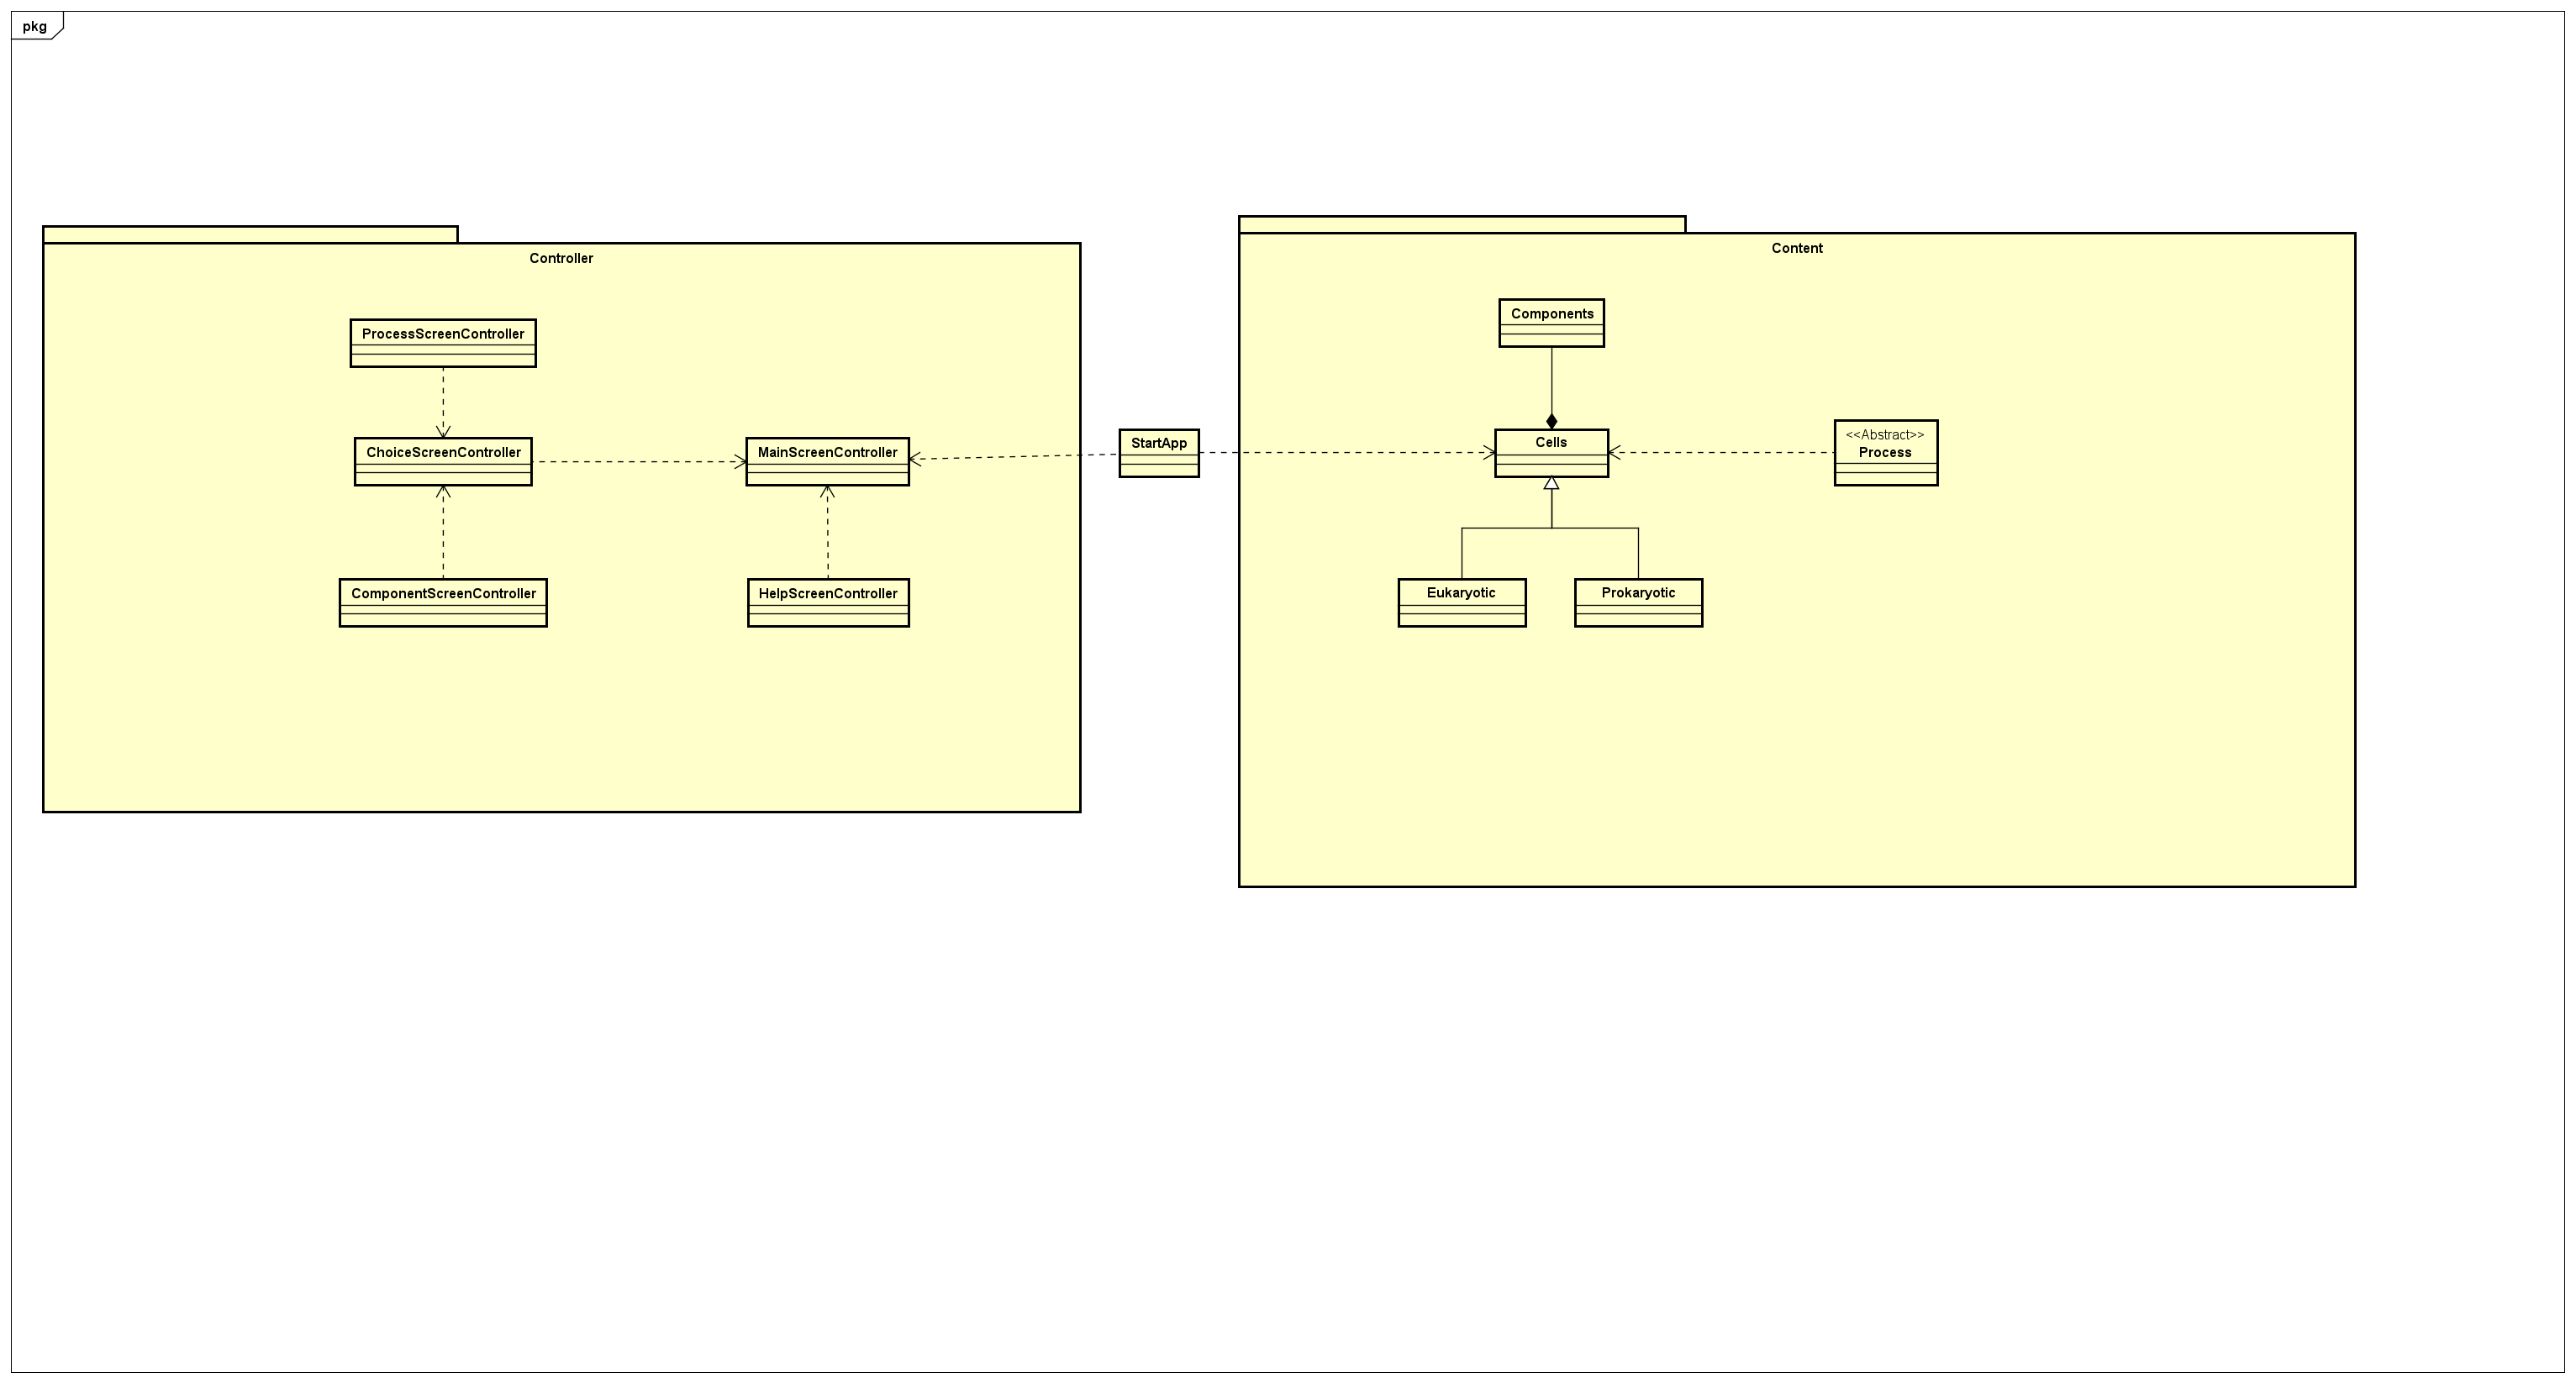 pkg
Controller
ProcessScreenController
ChoiceScreenController
MainScreenController
ComponentScreenController
HelpScreenController
StartApp
Content
Components
Cells
<<Abstract>>
Process
Eukaryotic
Prokaryotic